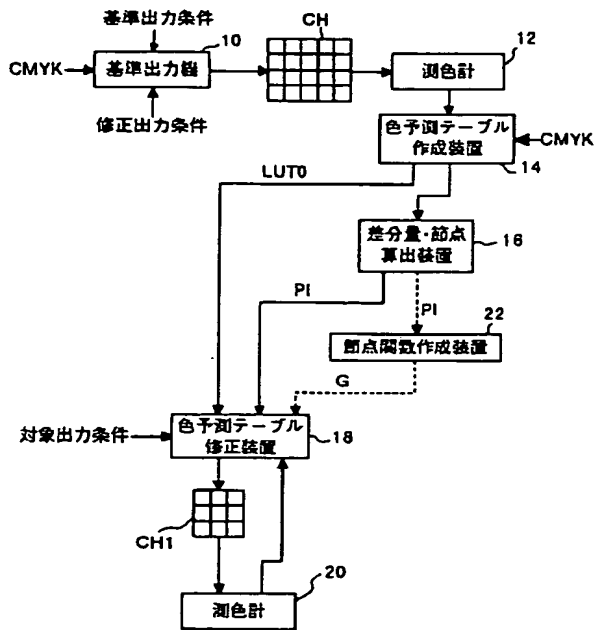 基準出力条件
10
CH
12
CMYK
基準出力機
測色計
修正出力条件
色予測テーブル
作成装置
CMYK
14
LUT0
差分量・節点
算出装置
16
PI
PI
22
節点関数作成装置
G
対象出力条件
色予測テーブル
修正装置
18
CH1
20
測色計